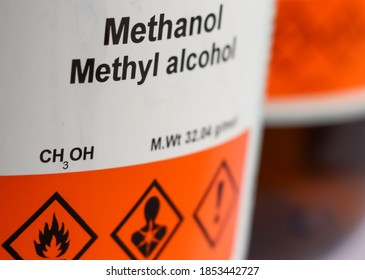 Methanol
Methyl alcohol
CH₃OH
M.Wt 32.04 g/mol
shutterstock.com · 1853442727